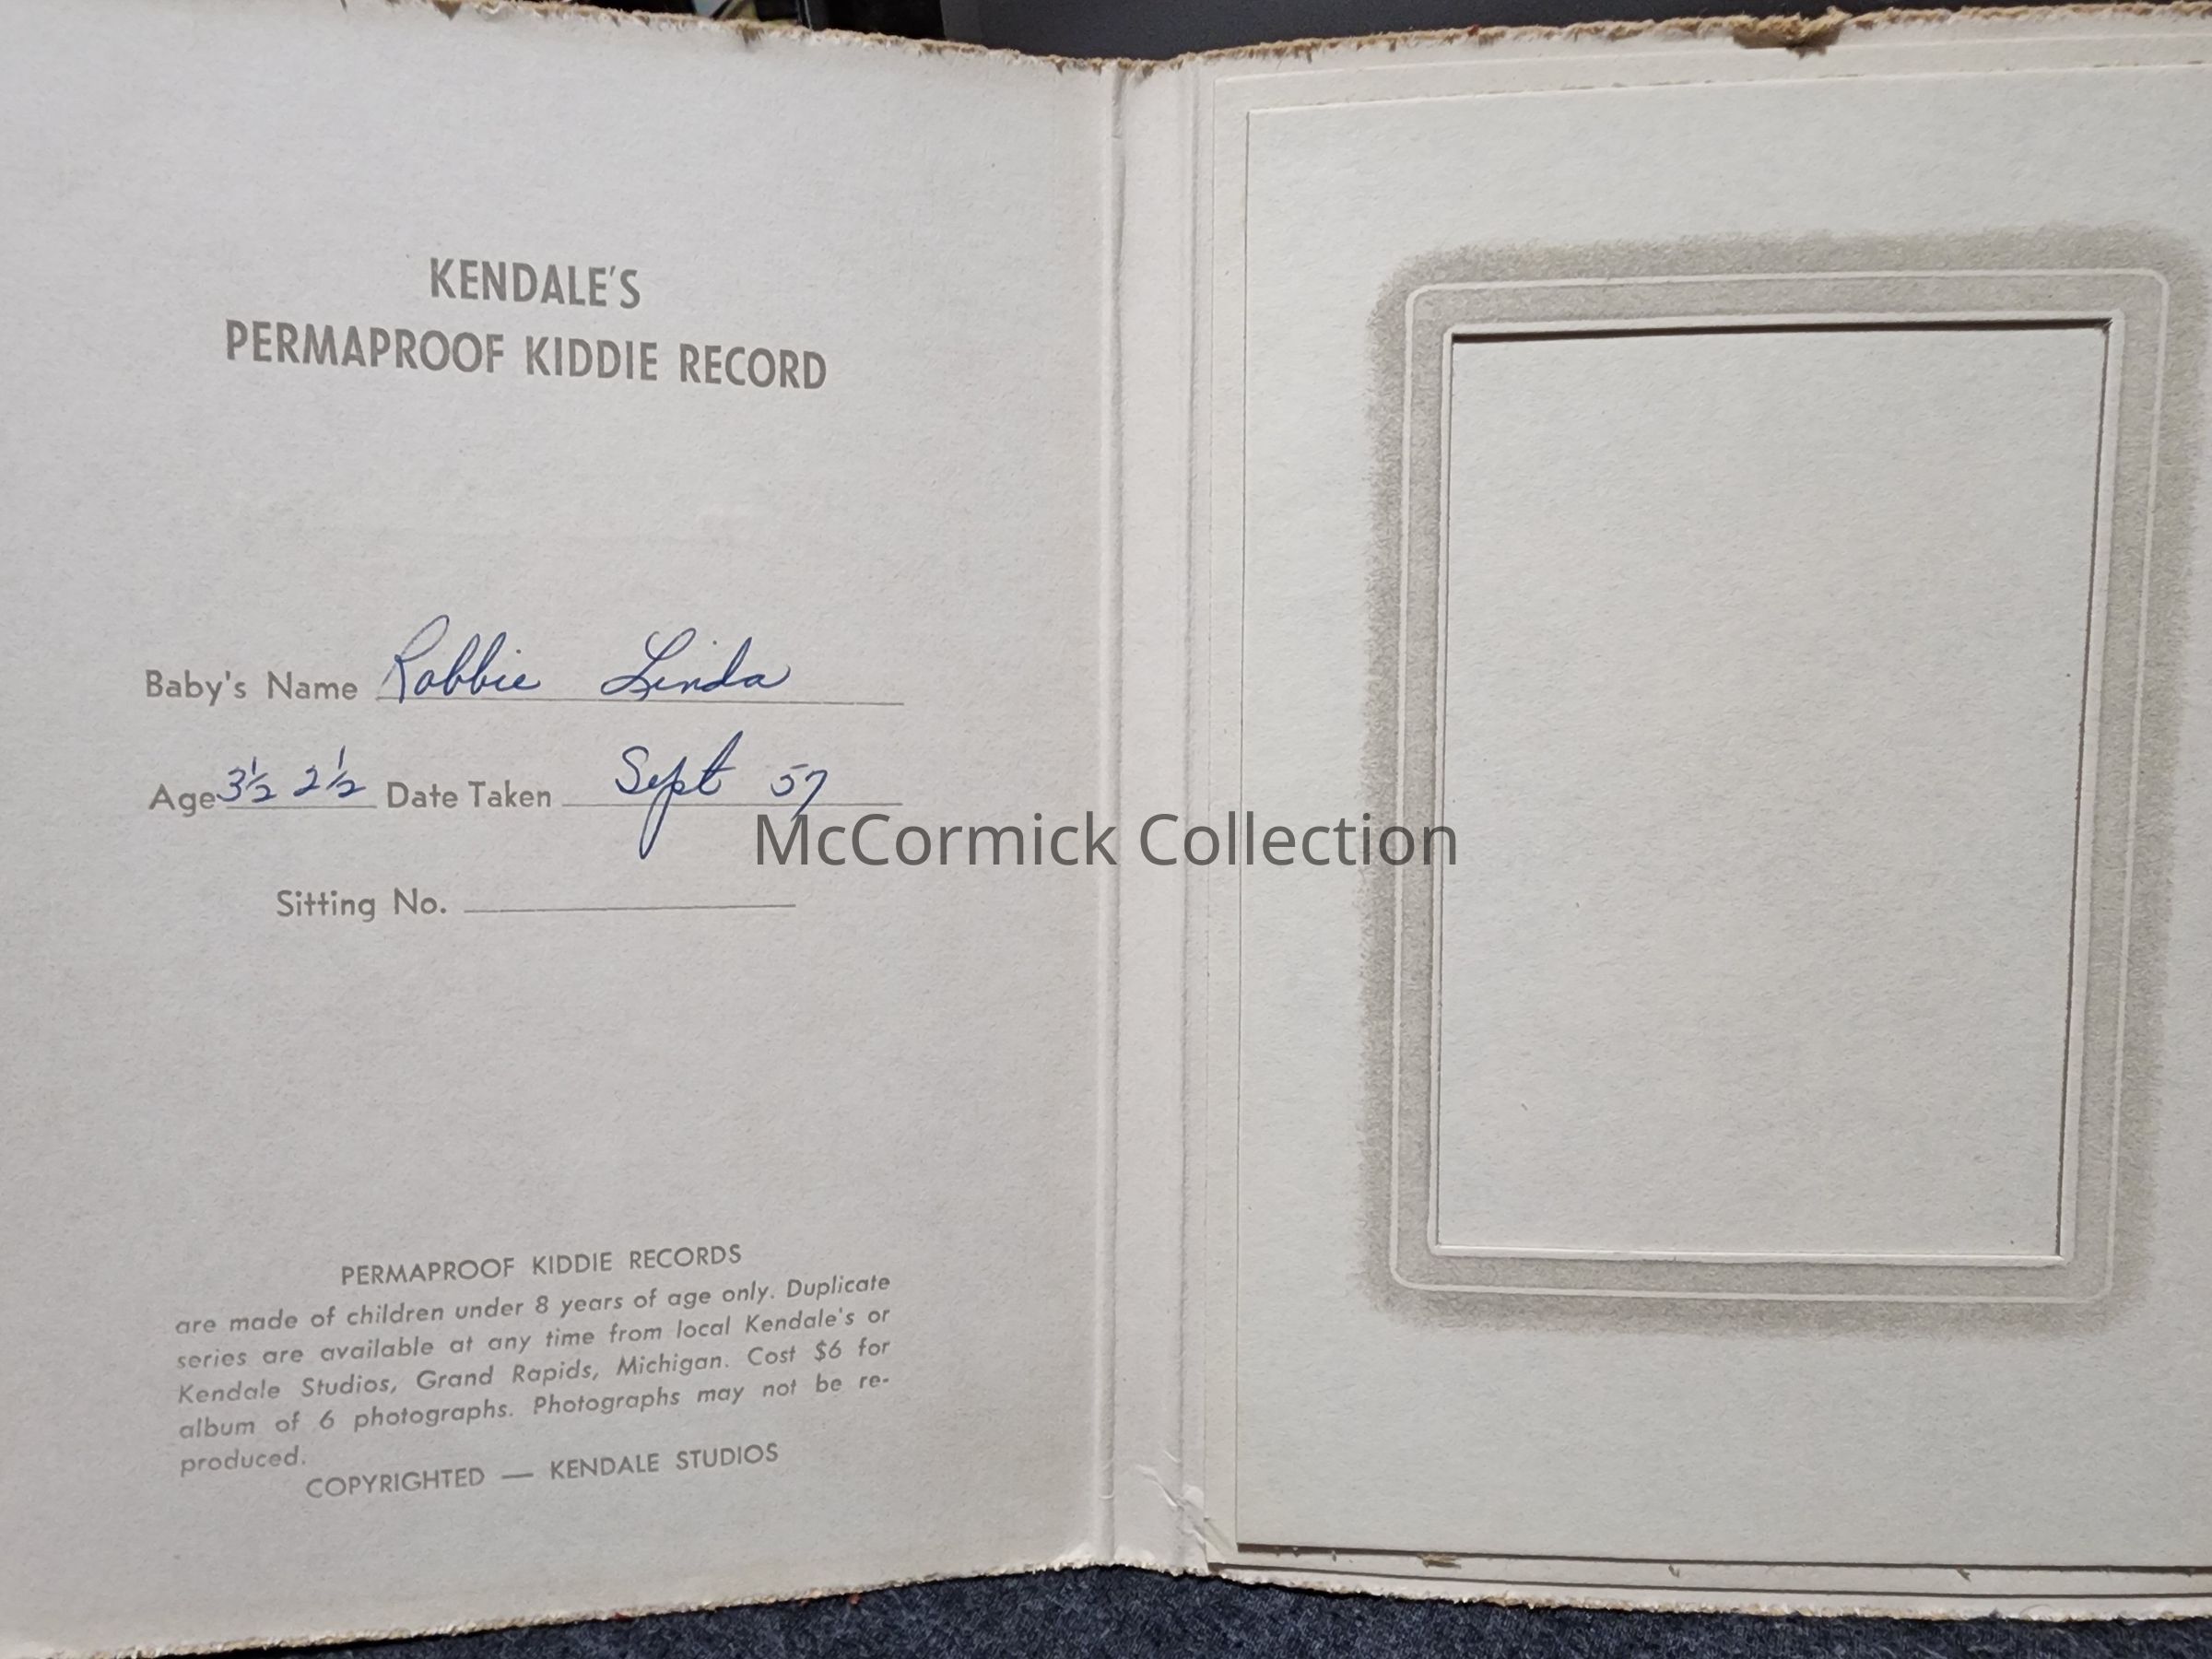 KENDALE'S
PERMAPROOF KIDDIE RECORD
Baby's Name Robbie Linda
Age 3½ 2½ Date Taken Sept 57
McCormick Collection
Sitting No.
PERMAPROOF KIDDIE RECORDS
are made of children under 8 years of age only. Duplicate
series are available at any time from local Kendale's or
Kendale Studios, Grand Rapids, Michigan. Cost $6 for
album of 6 photographs. Photographs may not be re-
produced.
COPYRIGHTED — KENDALE STUDIOS